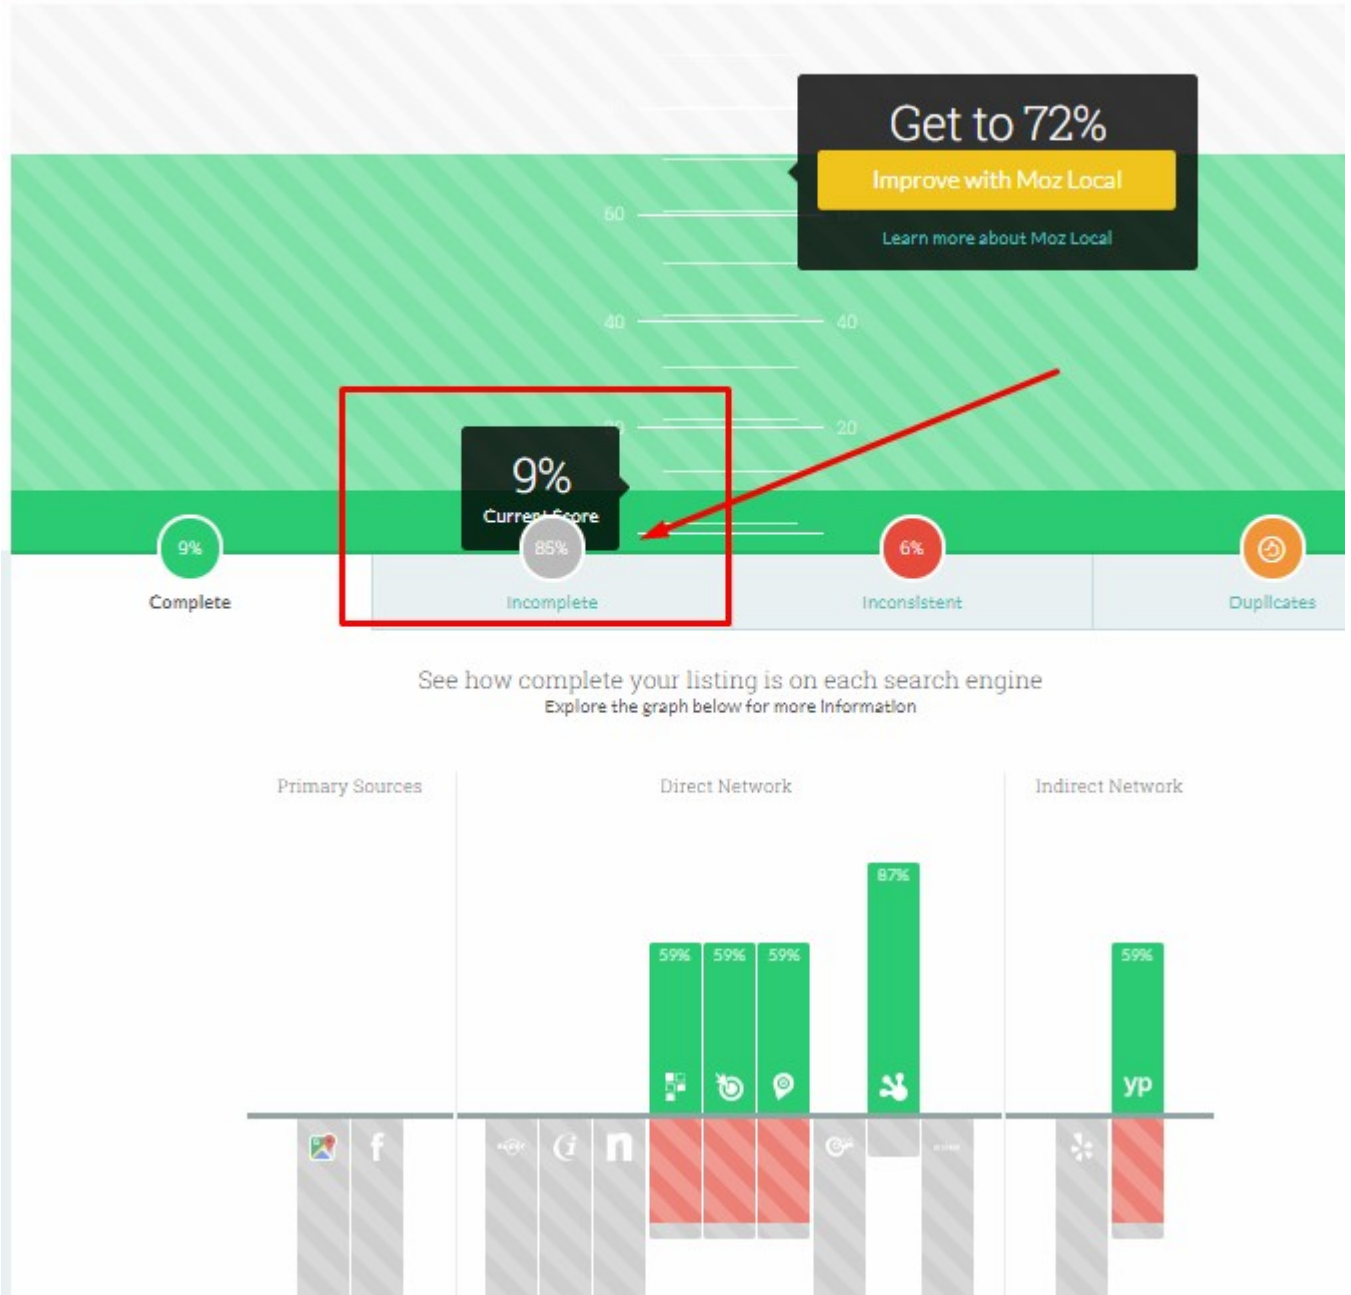 Get to 72%
Improve with Moz Local
Learn more about Moz Local
60
40
40
20
9%
Current Score
9%
85%
6%
Complete
Incomplete
Inconsistent
Duplicates
See how complete your listing is on each search engine
Explore the graph below for more information
Primary Sources
Direct Network
Indirect Network
87%
59%
59%
59%
59%
yp
f
n